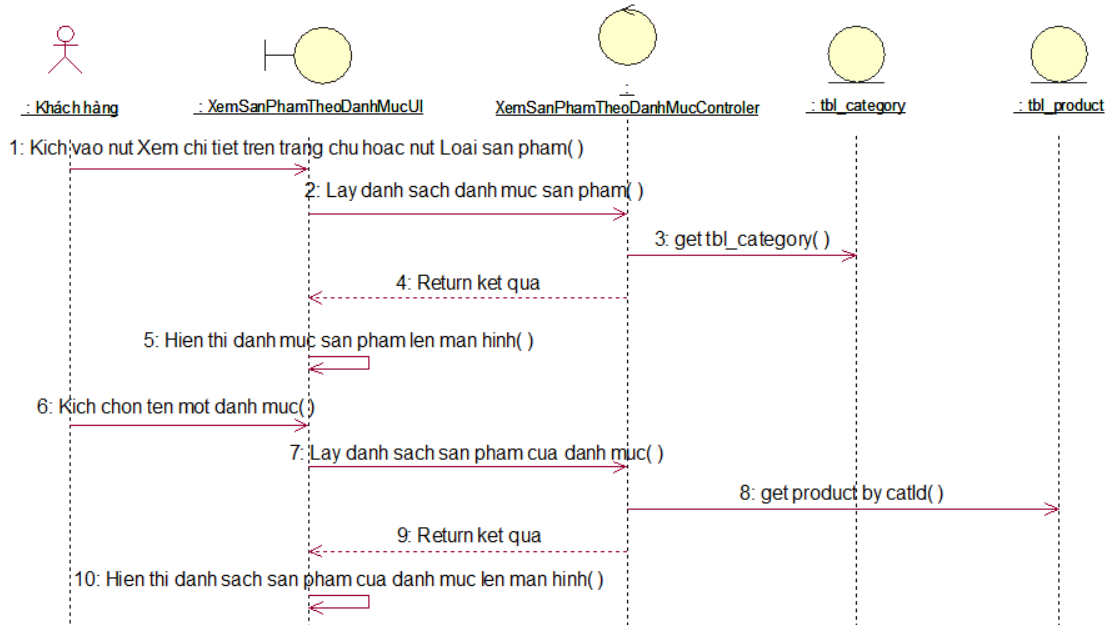 : Khách hàng
: XemSanPhamTheoDanhMucUI
:
XemSanPhamTheoDanhMucControler
: tbl_category
: tbl_product
1: Kich vao nut Xem chi tiet tren trang chu hoac nut Loai san pham( )
2: Lay danh sach danh muc san pham( )
3: get tbl_category( )
4: Return ket qua
5: Hien thi danh muc san pham len man hinh( )
6: Kich chon ten mot danh muc( )
7: Lay danh sach san pham cua danh muc( )
8: get product by catId( )
9: Return ket qua
10: Hien thi danh sach san pham cua danh muc len man hinh( )